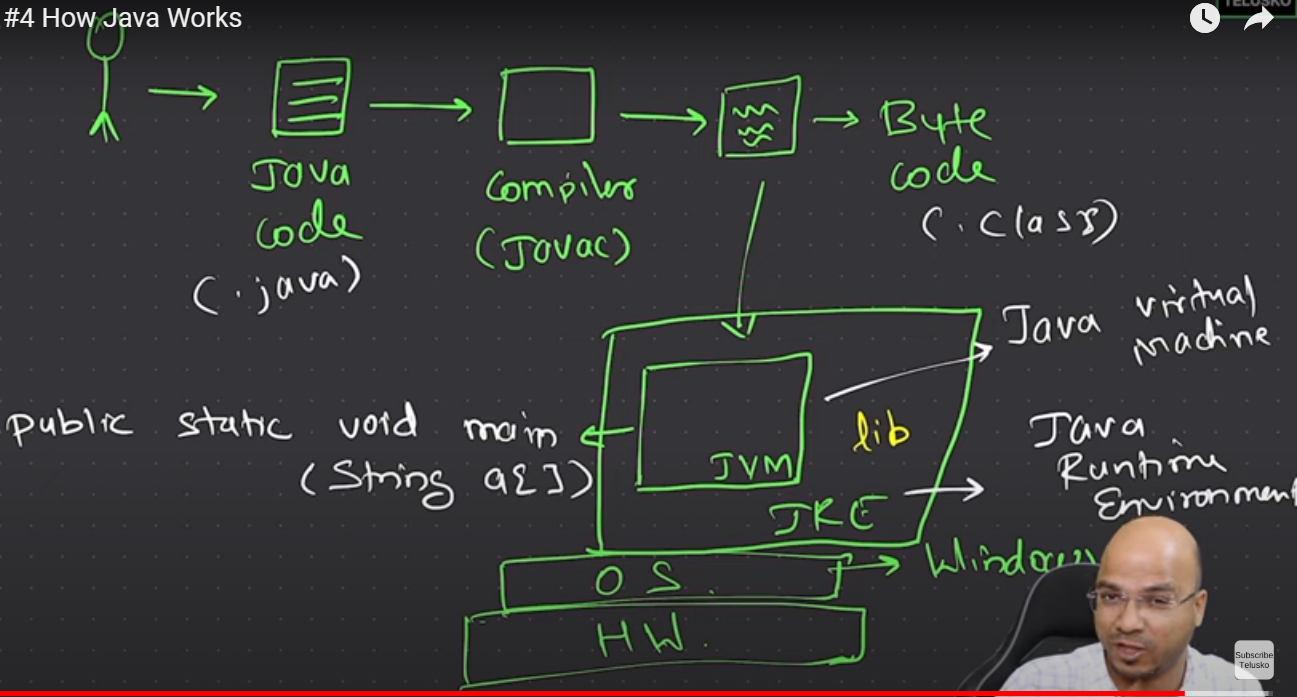 #4 How Java Works
TELUSKO
Java
code
(.java)
Compiler
(Javac)
Byte
code
(.class)
Java virtual
machine
public static void main
(String a[])
lib
JVM
JRE
Java
Runtime
Environment
OS.
Windows
HW.
Subscribe
Telusko